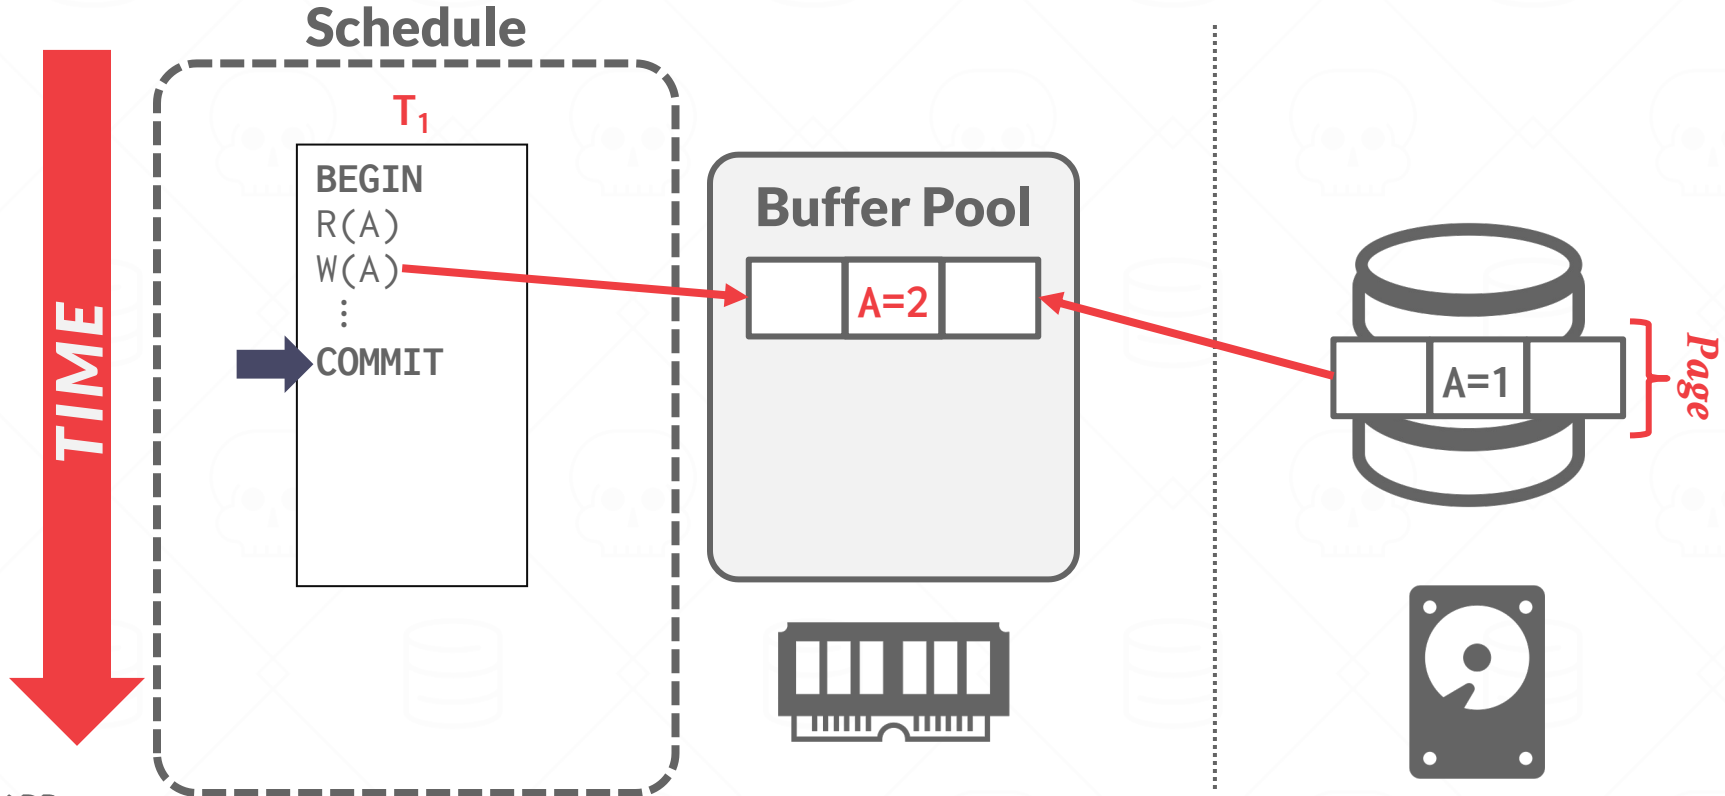 Schedule
TIME
T₁
BEGIN
R(A)
W(A)
⋮
COMMIT
Buffer Pool
A=2
A=1
Page